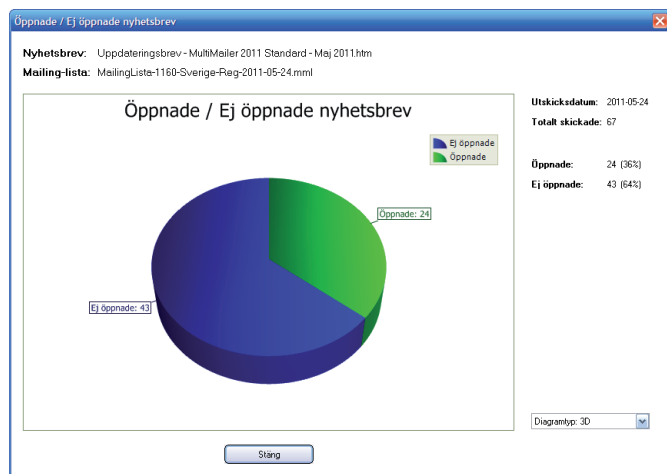 Öppnade / Ej öppnade nyhetsbrev
Nyhetsbrev: Uppdateringsbrev - MultiMailer 2011 Standard - Maj 2011.htm
Mailing-lista: MailingLista-1160-Sverige-Reg-2011-05-24.mml
Öppnade / Ej öppnade nyhetsbrev
Ej öppnade
Öppnade
Öppnade: 24
Ej öppnade: 43
Utskicksdatum: 2011-05-24
Totalt skickade: 67
Öppnade: 24 (36%)
Ej öppnade: 43 (64%)
Diagramtyp: 3D
Stäng